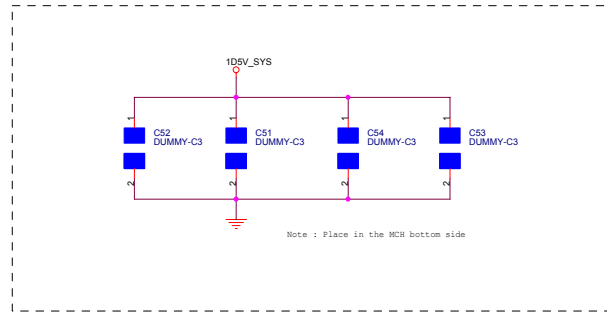 1D5V_SYS
1
1
1
1
C52
DUMMY-C3
C51
DUMMY-C3
C54
DUMMY-C3
C53
DUMMY-C3
2
2
2
2
Note : Place in the MCH bottom side